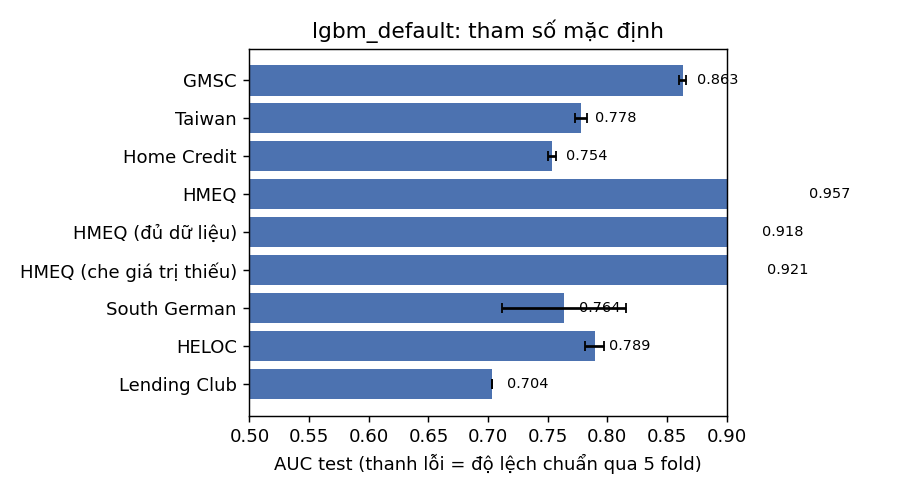 lgbm_default: tham số mặc định
GMSC 0.863
Taiwan 0.778
Home Credit 0.754
HMEQ 0.957
HMEQ (đủ dữ liệu) 0.918
HMEQ (che giá trị thiếu) 0.921
South German 0.764
HELOC 0.789
Lending Club 0.704
0.50 0.55 0.60 0.65 0.70 0.75 0.80 0.85 0.90
AUC test (thanh lỗi = độ lệch chuẩn qua 5 fold)